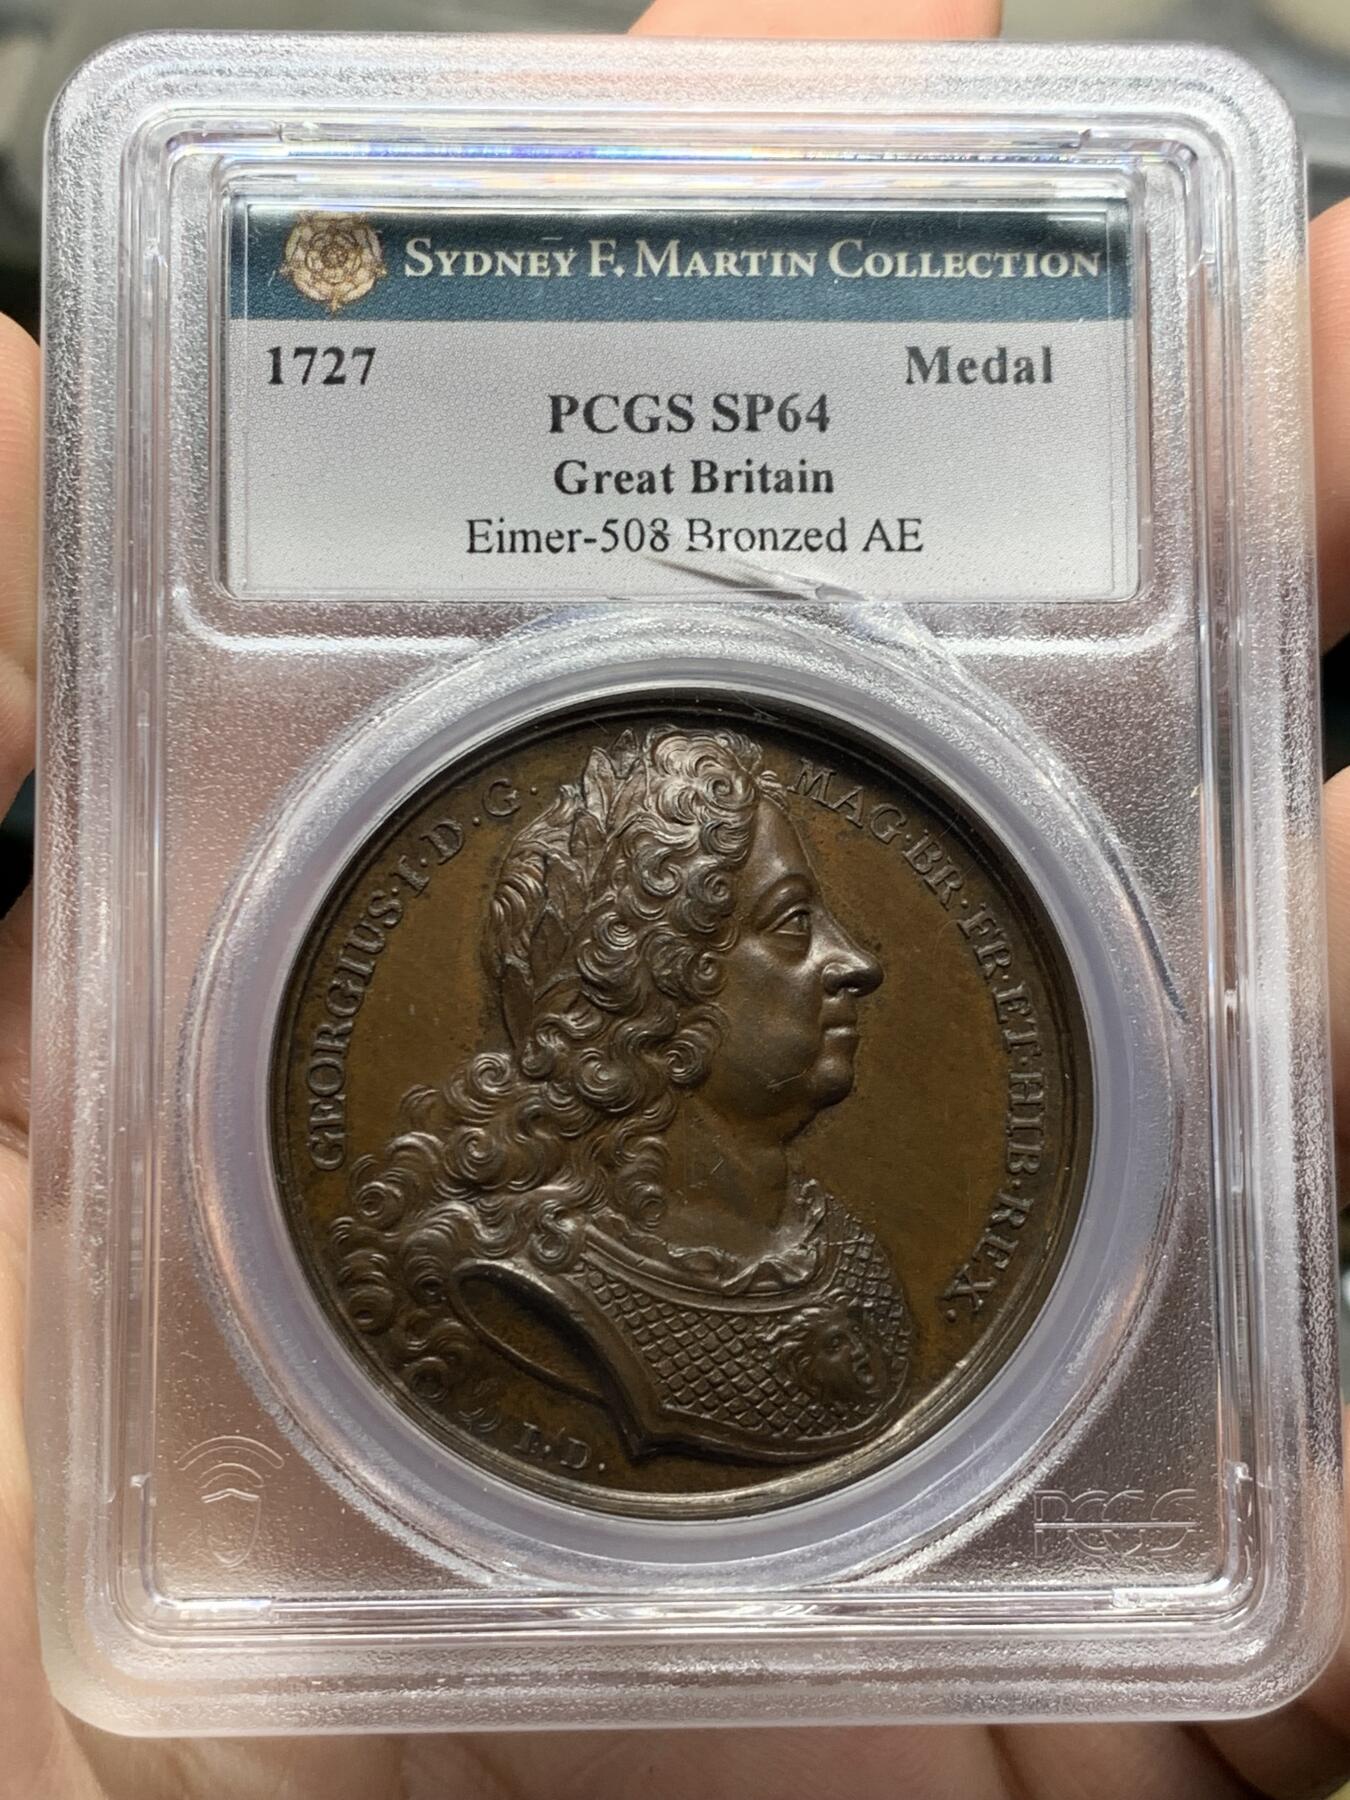 SYDNEY F. MARTIN COLLECTION
1727 Medal
PCGS SP64
Great Britain
Eimer-508 Bronzed AE
GEORGIUS·I·D·G· MAG·BR·FR·ET·HIB·REX·
I·D·
PCGS